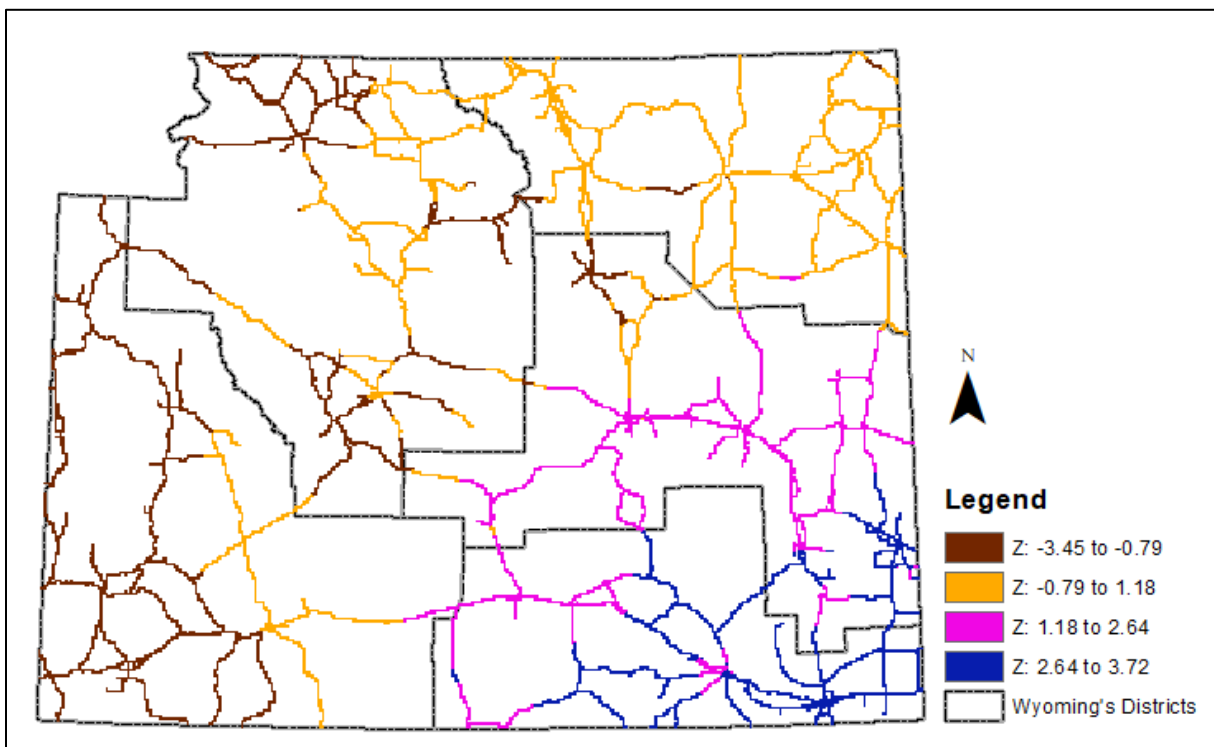 N
Legend
Z: -3.45 to -0.79
Z: -0.79 to 1.18
Z: 1.18 to 2.64
Z: 2.64 to 3.72
Wyoming's Districts